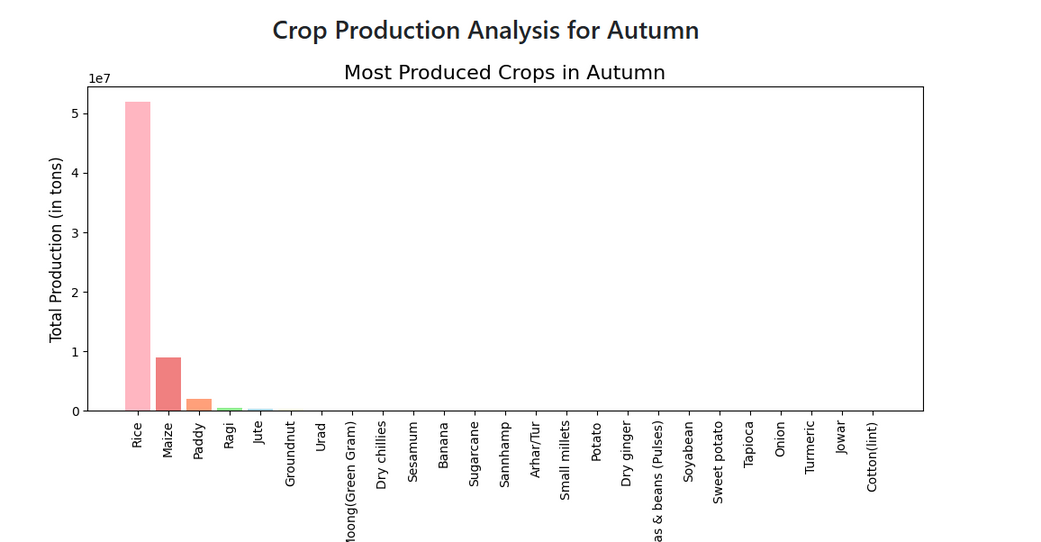 Crop Production Analysis for Autumn
Most Produced Crops in Autumn
1e7
Total Production (in tons)
5
4
3
2
1
0
Rice
Maize
Paddy
Ragi
Jute
Groundnut
Urad
Moong(Green Gram)
Dry chillies
Sesamum
Banana
Sugarcane
Sannhamp
Arhar/Tur
Small millets
Potato
Dry ginger
as & beans (Pulses)
Soyabean
Sweet potato
Tapioca
Onion
Turmeric
Jowar
Cotton(lint)